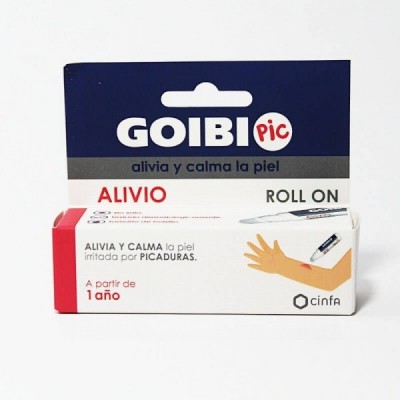 GOIBI Pic
alivia y calma la piel
ALIVIO
ROLL ON
ALIVIA Y CALMA la piel
irritada por PICADURAS.
A partir de
1 año
cinfa